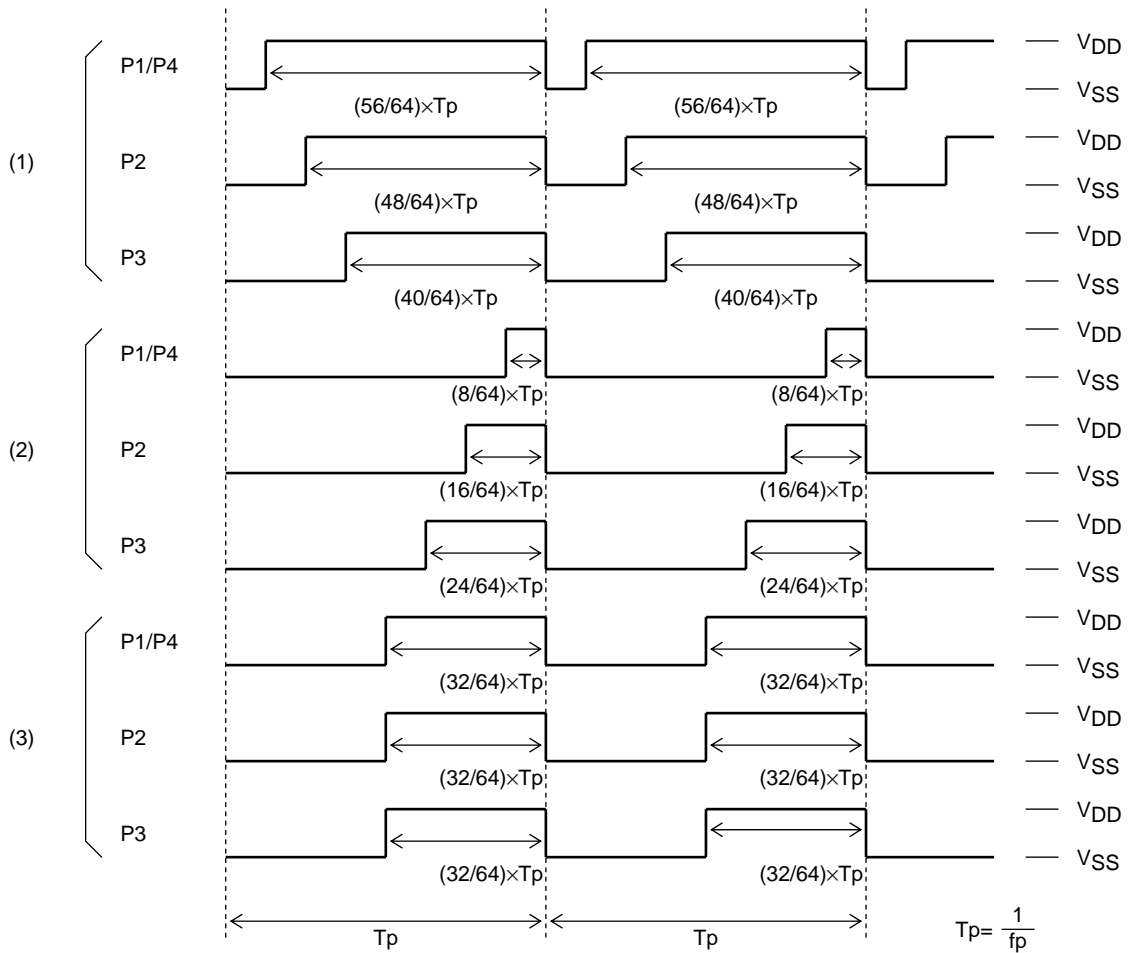 P1/P4 VDD
VSS
(56/64)×Tp (56/64)×Tp
(1) P2 VDD
VSS
(48/64)×Tp (48/64)×Tp
P3 VDD
VSS
(40/64)×Tp (40/64)×Tp
P1/P4 VDD
VSS
(8/64)×Tp (8/64)×Tp
(2) P2 VDD
VSS
(16/64)×Tp (16/64)×Tp
P3 VDD
VSS
(24/64)×Tp (24/64)×Tp
P1/P4 VDD
VSS
(32/64)×Tp (32/64)×Tp
(3) P2 VDD
VSS
(32/64)×Tp (32/64)×Tp
P3 VDD
VSS
(32/64)×Tp (32/64)×Tp
Tp Tp Tp= 1/fp